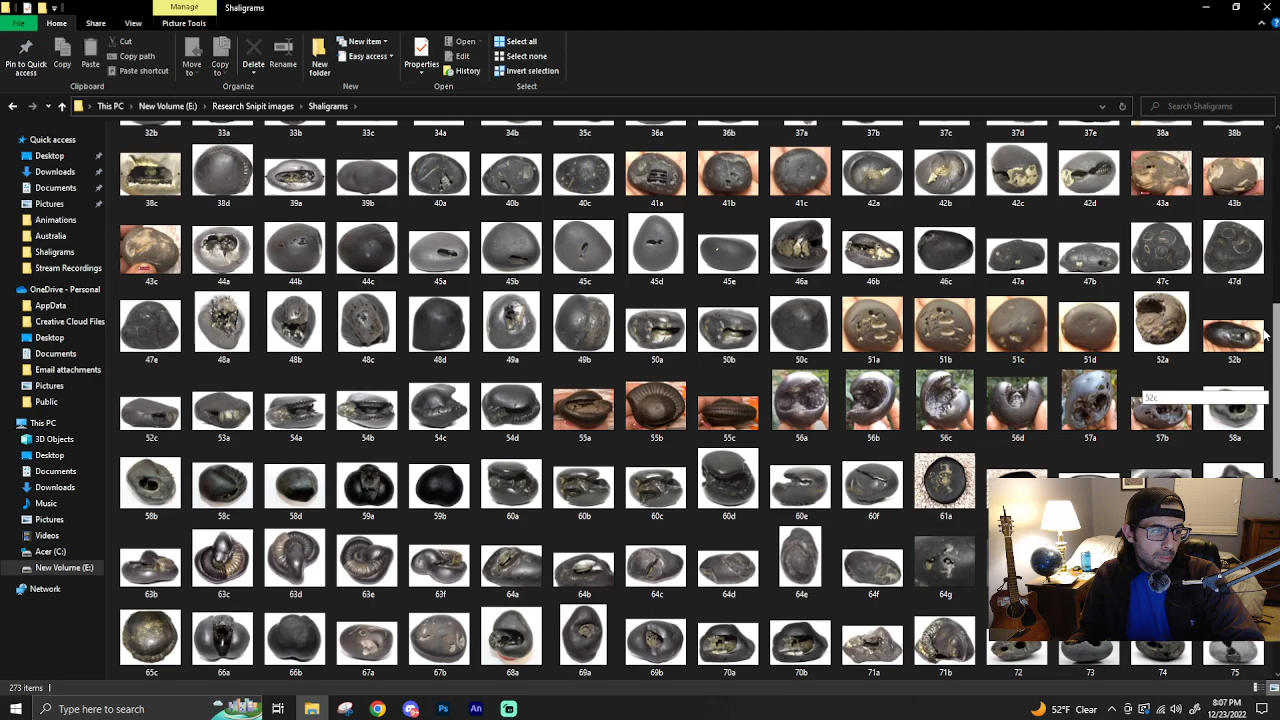 Manage
Shaligrams
File
Home
Share
View
Picture Tools
Pin to Quick access
Copy
Paste
Cut
Copy path
Paste shortcut
Clipboard
Move to
Copy to
Delete
Rename
Organize
New folder
New item
Easy access
New
Properties
Open
Edit
History
Open
Select all
Select none
Invert selection
Select
This PC
New Volume (E:)
Research Snipit images
Shaligrams
Search Shaligrams
Quick access
Desktop
Downloads
Documents
Pictures
Animations
Australia
Shaligrams
Stream Recordings
OneDrive - Personal
AppData
Creative Cloud Files
Desktop
Documents
Email attachments
Pictures
Public
This PC
3D Objects
Desktop
Documents
Downloads
Music
Pictures
Videos
Acer (C:)
New Volume (E:)
Network
32b 33a 33b 33c 34a 34b 35c 36a 36b 37a 37b 37c 37d 37e 38a 38b
38c 38d 39a 39a 40a 40b 40c 41a 41b 41c 42a 42b 42c 42d 43a 43b
43c 44a 44b 44c 45a 45b 45c 45d 45e 46a 46b 46c 47a 47b 47c 47d
47e 48a 48b 48c 48d 49a 49b 50a 50b 50c 51a 51b 51c 51d 52a 52b
52c
52c 53a 54a 54b 54c 54d 55a 55b 55c 56a 56b 56c 56d 57a 57b 58a
58b 58c 58d 59a 59b 60a 60b 60c 60d 60e 60f 61a
63b 63c 63d 63e 63f 64a 64b 64c 64d 64e 64f 64g
65c 66a 66b 67a 67b 68a 69a 69b 70a 70b 71a 71b 72 73 74 75
273 items
Type here to search
Ps
An
52°F Clear
8:07 PM
12/23/2022